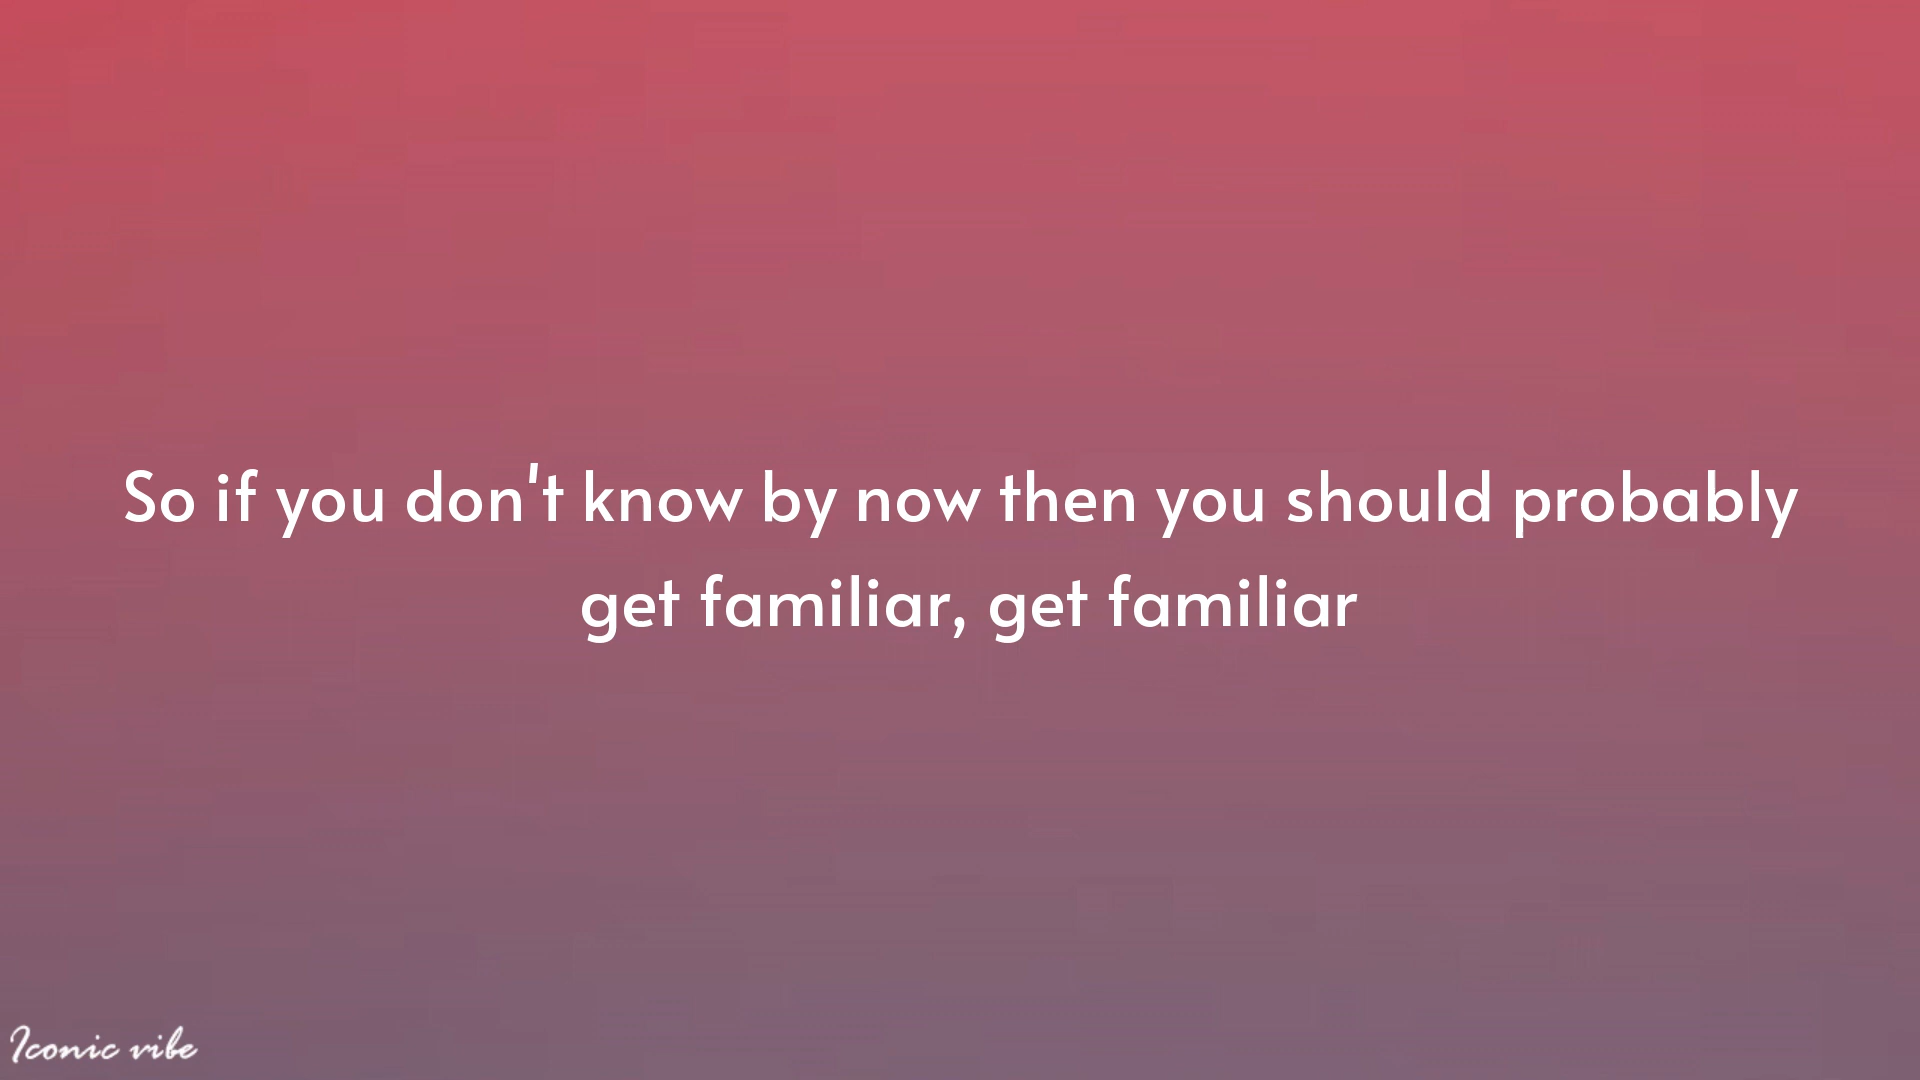 So if you don't know by now then you should probably
get familiar, get familiar
Iconic vibe